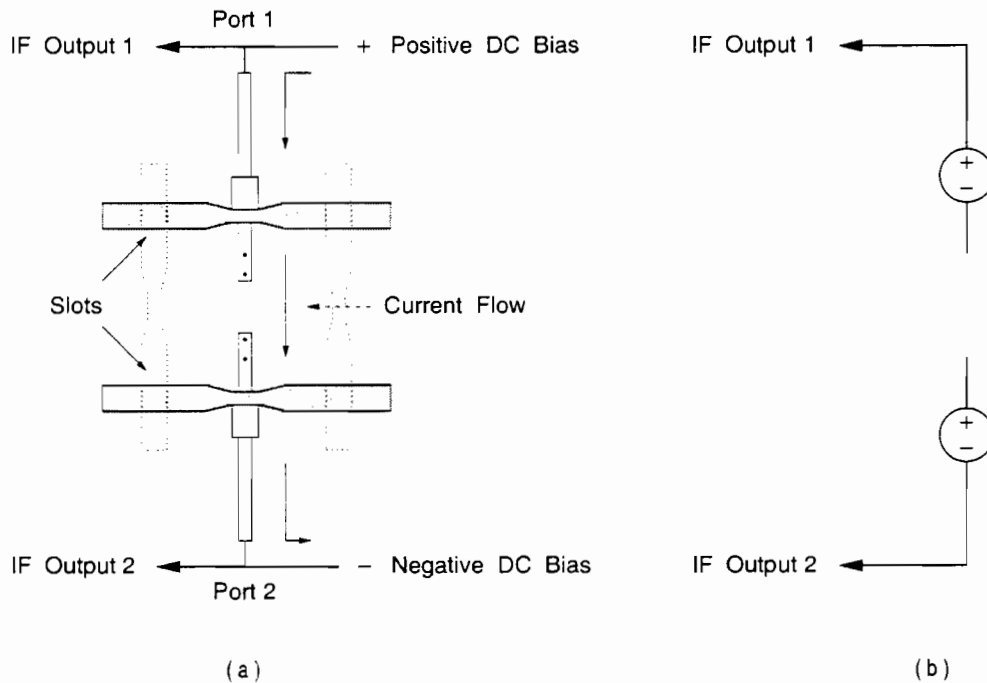 Port 1
IF Output 1
+ Positive DC Bias
IF Output 1
+
−
Slots
Current Flow
+
−
IF Output 2
− Negative DC Bias
IF Output 2
Port 2
(a)
(b)